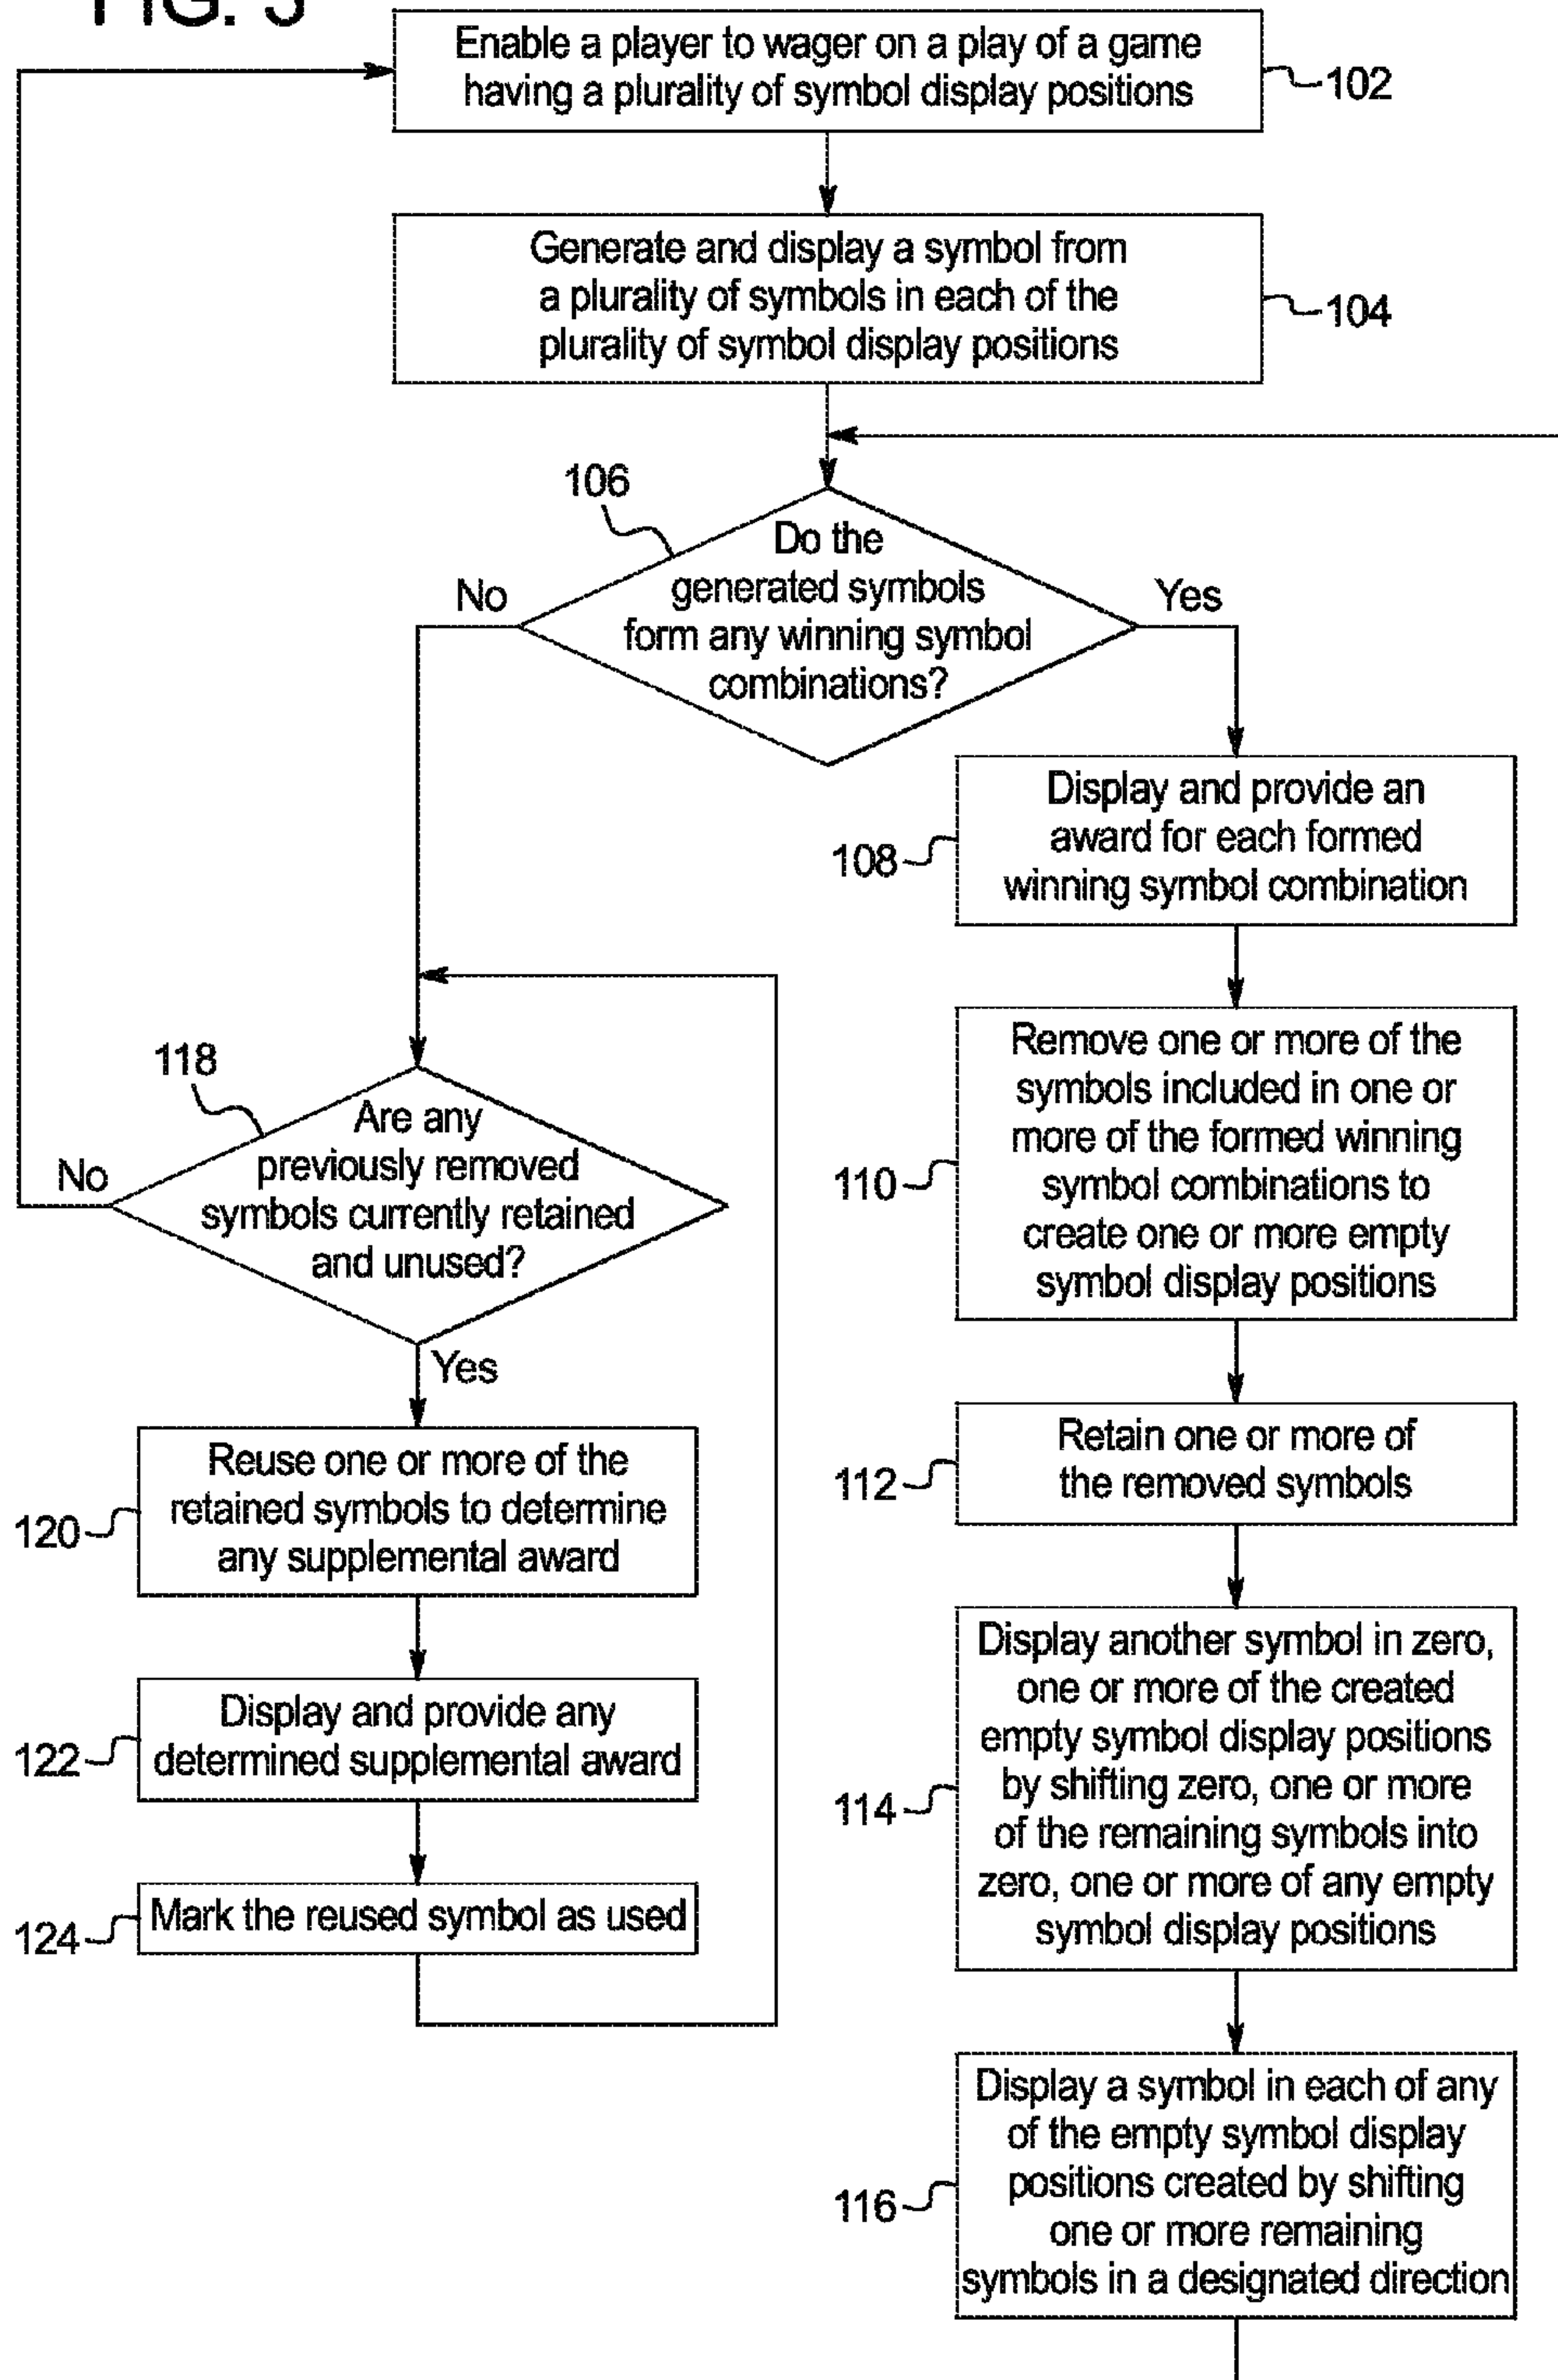 Enable a player to wager on a play of a game
having a plurality of symbol display positions
102
Generate and display a symbol from
a plurality of symbols in each of the
plurality of symbol display positions
104
106
Do the
generated symbols
form any winning symbol
combinations?
No
Yes
Display and provide an
award for each formed
winning symbol combination
108
Remove one or more of the
symbols included in one or
more of the formed winning
symbol combinations to
create one or more empty
symbol display positions
110
Retain one or more of
the removed symbols
112
Display another symbol in zero,
one or more of the created
empty symbol display positions
by shifting zero, one or more
of the remaining symbols into
zero, one or more of any empty
symbol display positions
114
Display a symbol in each of any
of the empty symbol display
positions created by shifting
one or more remaining
symbols in a designated direction
116
118
Are any
previously removed
symbols currently retained
and unused?
No
Yes
Reuse one or more of the
retained symbols to determine
any supplemental award
120
Display and provide any
determined supplemental award
122
Mark the reused symbol as used
124